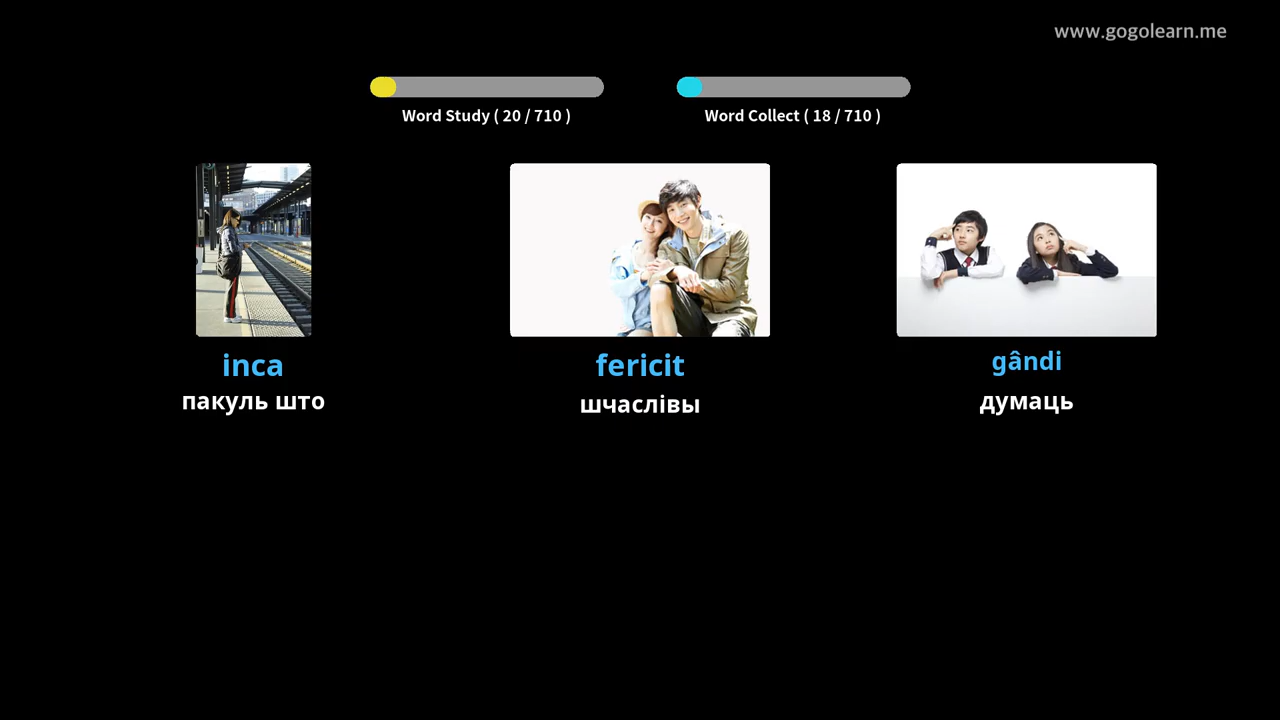 www.gogolearn.me
Word Study ( 20 / 710 )
Word Collect ( 18 / 710 )
inca
пакуль што
fericit
шчаслівы
gândi
думаць